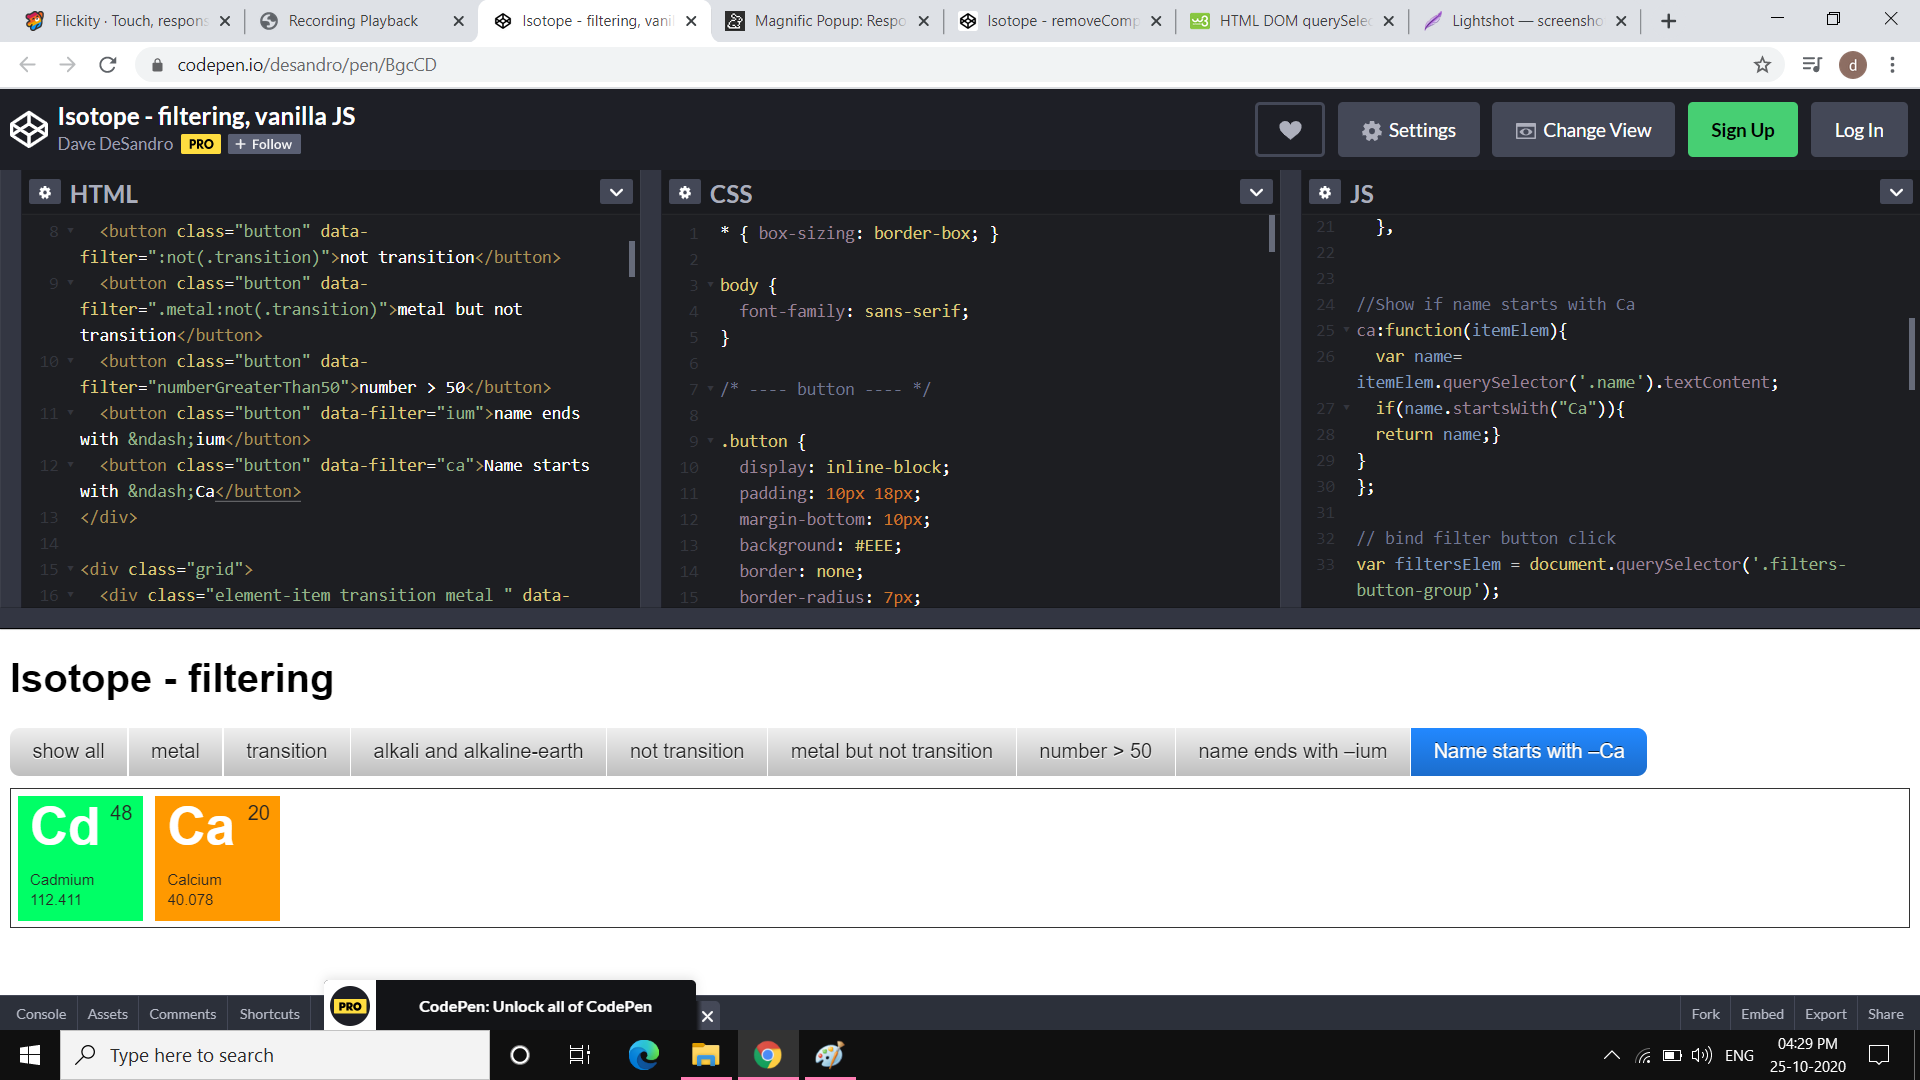 Flickity · Touch, respons
Recording Playback
Isotope - filtering, vanil
Magnific Popup: Respo
Isotope - removeComp
HTML DOM querySelec
Lightshot — screensho
codepen.io/desandro/pen/BgcCD
d
Isotope - filtering, vanilla JS
Dave DeSandro PRO + Follow
Settings
Change View
Sign Up
Log In
HTML
8 <button class="button" data-
filter=":not(.transition)">not transition</button>
9 <button class="button" data-
filter=".metal:not(.transition)">metal but not
transition</button>
10 <button class="button" data-
filter="numberGreaterThan50">number > 50</button>
11 <button class="button" data-filter="ium">name ends
with &ndash;ium</button>
12 <button class="button" data-filter="ca">Name starts
with &ndash;Ca</button>
13 </div>
14
15 <div class="grid">
16 <div class="element-item transition metal " data-
CSS
1 * { box-sizing: border-box; }
2
3 body {
4 font-family: sans-serif;
5 }
6
7 /* ---- button ---- */
8
9 .button {
10 display: inline-block;
11 padding: 10px 18px;
12 margin-bottom: 10px;
13 background: #EEE;
14 border: none;
15 border-radius: 7px;
JS
21 },
22
23
24 //Show if name starts with Ca
25 ca:function(itemElem){
26 var name=
itemElem.querySelector('.name').textContent;
27 if(name.startsWith("Ca")){
28 return name;}
29 }
30 };
31
32 // bind filter button click
33 var filtersElem = document.querySelector('.filters-
button-group');
Isotope - filtering
show all
metal
transition
alkali and alkaline-earth
not transition
metal but not transition
number > 50
name ends with –ium
Name starts with –Ca
Cd 48
Cadmium
112.411
Ca 20
Calcium
40.078
Console
Assets
Comments
Shortcuts
PRO
CodePen: Unlock all of CodePen
Fork
Embed
Export
Share
Type here to search
ENG
04:29 PM
25-10-2020